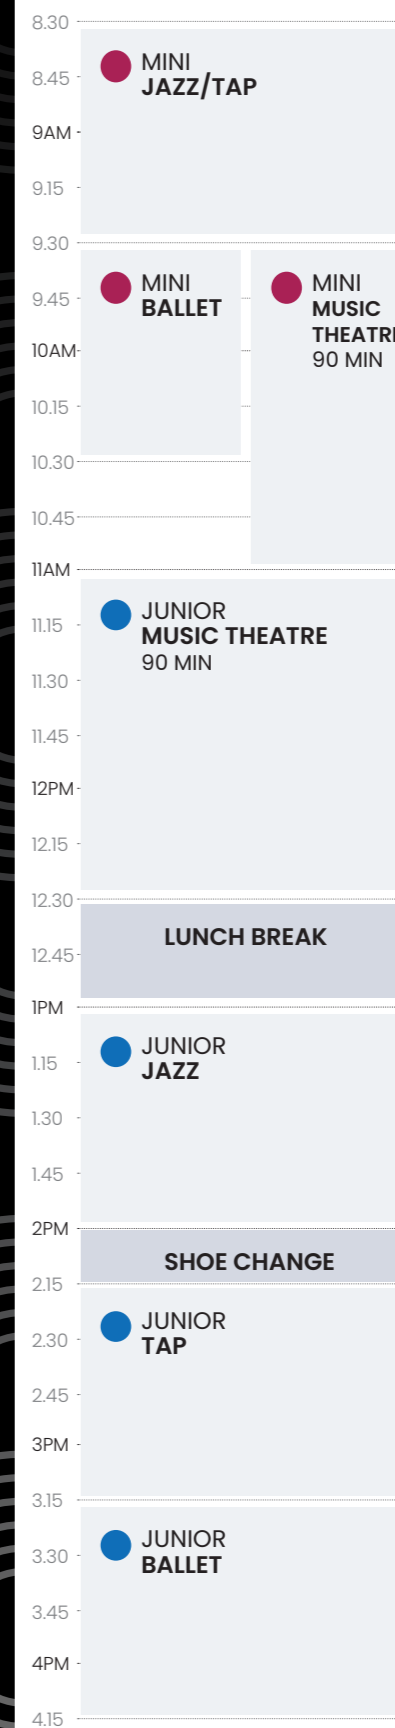 8.30
MINI
JAZZ/TAP
8.45
9AM
9.15
9.30
MINI
BALLET
MINI
MUSIC
90 MIN
9.45
10AM
10.15
10.30
10.45
11AM
JUNIOR
MUSIC THEATRE
90 MIN
11.15
11.30
11.45
12PM
12.15
12.30
LUNCH BREAK
12.45
1PM
JUNIOR
JAZZ
1.15
1.30
1.45
2PM
SHOE CHANGE
2.15
JUNIOR
TAP
2.30
2.45
3PM
3.15
JUNIOR
BALLET
3.30
3.45
4PM
4.15